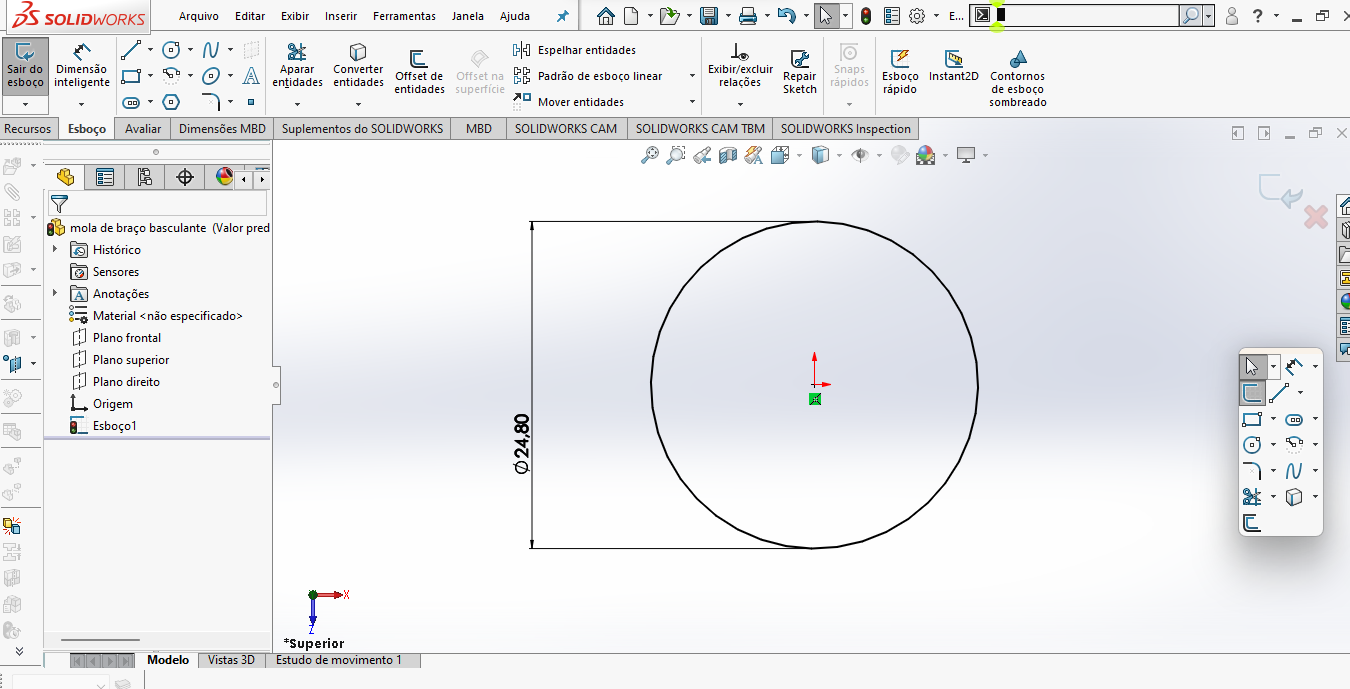 SOLIDWORKS Arquivo Editar Exibir Inserir Ferramentas Janela Ajuda E... ?
Sair do esboço
Dimensão inteligente
Aparar entidades
Converter entidades
Offset de entidades
Offset na superfície
Espelhar entidades
Padrão de esboço linear
Mover entidades
Exibir/excluir relações
Repair Sketch
Snaps rápidos
Esboço rápido
Instant2D
Contornos de esboço sombreado
Recursos Esboço Avaliar Dimensões MBD Suplementos do SOLIDWORKS MBD SOLIDWORKS CAM SOLIDWORKS CAM TBM SOLIDWORKS Inspection
mola de braço basculante (Valor pred
Histórico
Sensores
Anotações
Material <não especificado>
Plano frontal
Plano superior
Plano direito
Origem
Esboço1
∅24,80
X
Z
*Superior
Modelo Vistas 3D Estudo de movimento 1